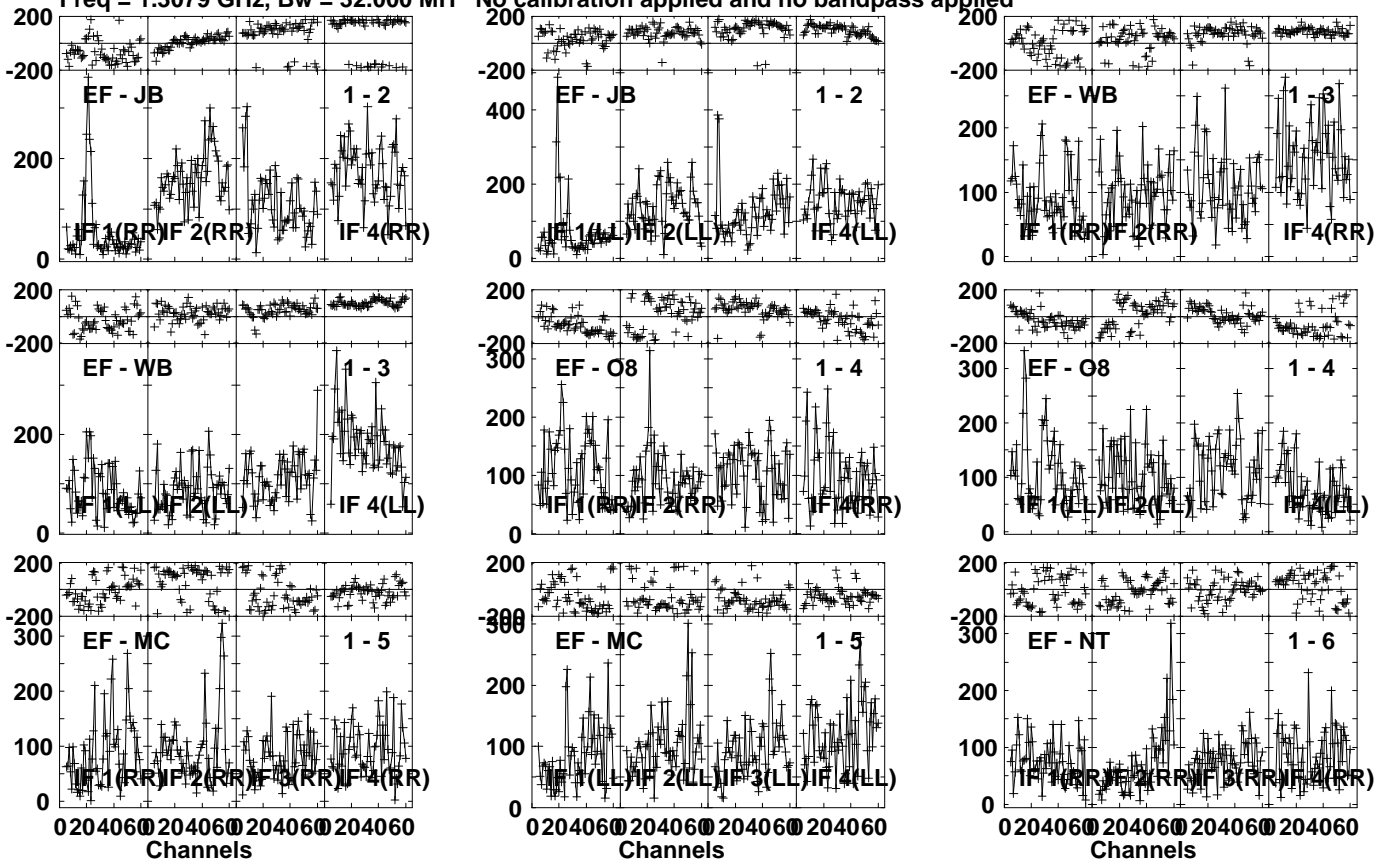 Freq = 1.3079 GHz, Bw = 32.000 MH No calibration applied and no bandpass applied
200 200 200
-200 -200
EF - JB 1 - 2 EF - JB 1 - 2 EF - WB 1 - 3
400
200 200 200
100
IF 1(RR) IF 2(RR) IF 4(RR) IF 1(LL) IF 2(LL) IF 4(LL) IF 1(RR) IF 2(RR) IF 4(RR)
0 0 0
200 200 200
-200 -200 -200
EF - WB 1 - 3 EF - O8 1 - 4 EF - O8 1 - 4
300 300
200 200 200
100 100
IF 1(LL) IF 2(LL) IF 4(LL) IF 1(RR) IF 2(RR) IF 4(RR) IF 1(LL) IF 2(LL) IF 4(LL)
0 0 0
200 200 200
-200 -200 -200
EF - MC 1 - 5 EF - MC 1 - 5 EF - NT 1 - 6
300 300 300
200 200 200
100 100 100
IF 1(RR) IF 2(RR) IF 3(RR) IF 4(RR) IF 1(LL) IF 2(LL) IF 3(LL) IF 4(LL) IF 1(RR) IF 2(RR) IF 3(RR) IF 4(RR)
0 0 0
0 20 40 60 0 20 40 60 0 20 40 60 0 20 40 60 0 20 40 60 0 20 40 60 0 20 40 60 0 20 40 60 0 20 40 60 0 20 40 60 0 20 40 60 0 20 40 60
Channels Channels Channels